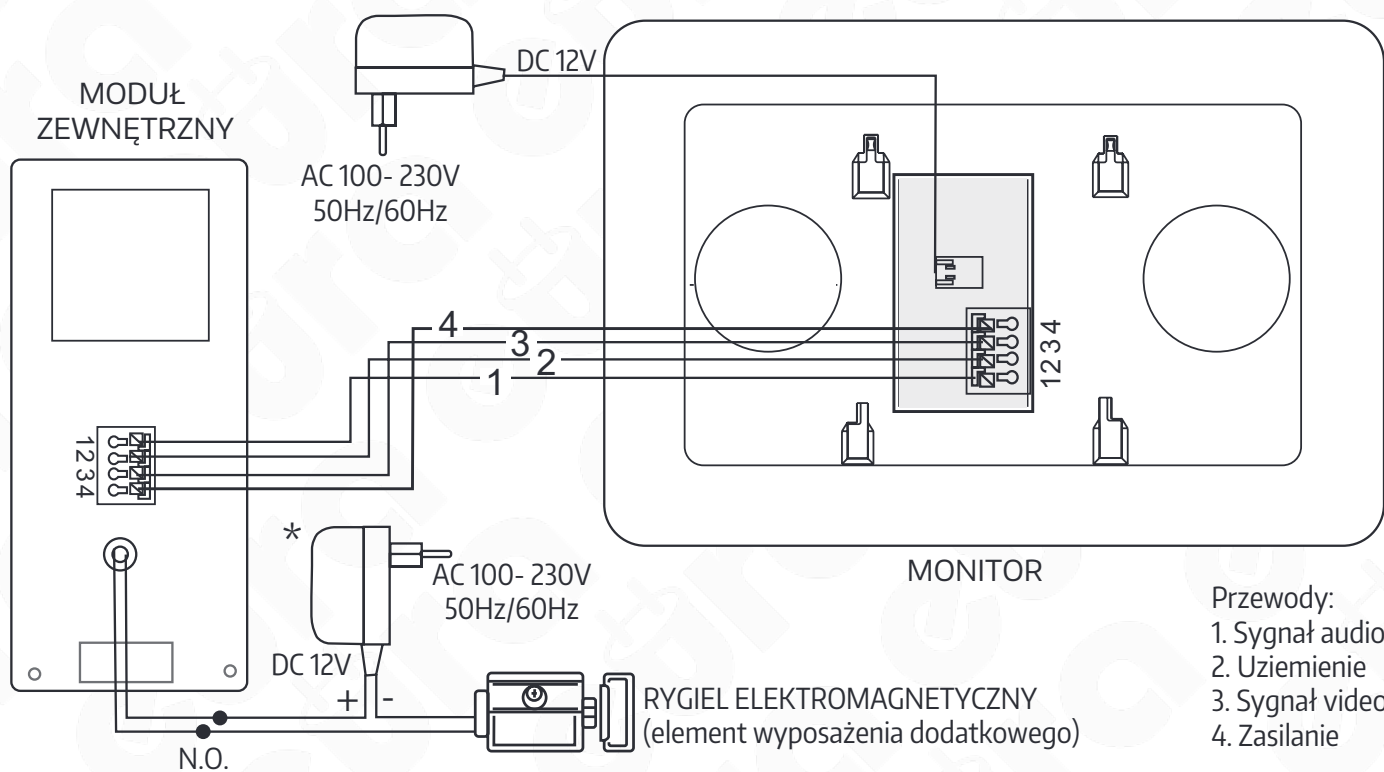 DC 12V
MODUŁ
ZEWNĘTRZNY
AC 100- 230V
50Hz/60Hz
4
3
2
1
1 2 3 4
1 2 3 4
*
AC 100- 230V
50Hz/60Hz
MONITOR
DC 12V
+ -
N.O.
RYGIEL ELEKTROMAGNETYCZNY
(element wyposażenia dodatkowego)
Przewody:
1. Sygnał audio
2. Uziemienie
3. Sygnał video
4. Zasilanie